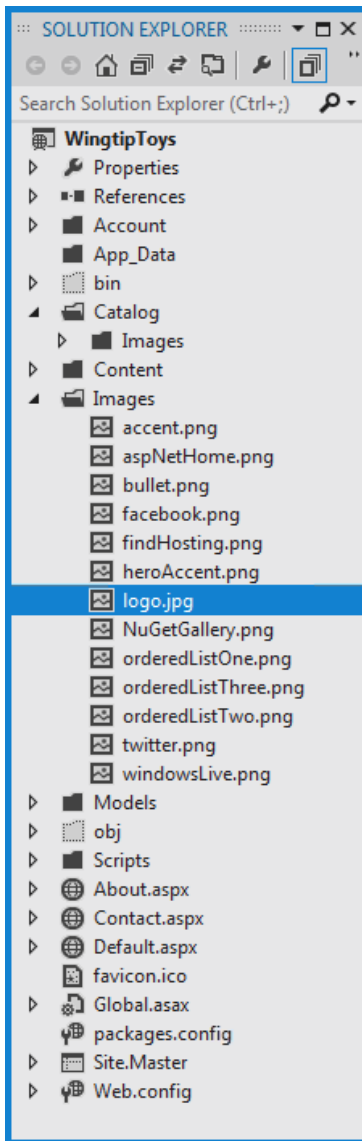 SOLUTION EXPLORER
Search Solution Explorer (Ctrl+;)
WingtipToys
Properties
References
Account
App_Data
bin
Catalog
Images
Content
Images
accent.png
aspNetHome.png
bullet.png
facebook.png
findHosting.png
heroAccent.png
logo.jpg
NuGetGallery.png
orderedListOne.png
orderedListThree.png
orderedListTwo.png
twitter.png
windowsLive.png
Models
obj
Scripts
About.aspx
Contact.aspx
Default.aspx
favicon.ico
Global.asax
packages.config
Site.Master
Web.config